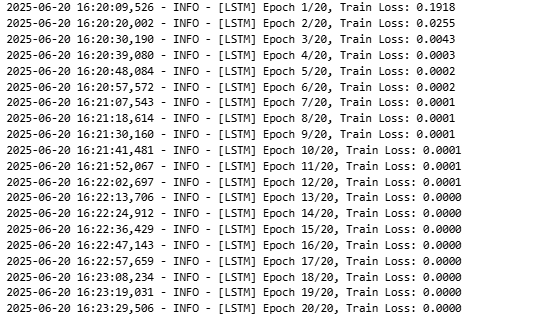 2025-06-20 16:20:09,526 - INFO - [LSTM] Epoch 1/20, Train Loss: 0.1918
2025-06-20 16:20:20,002 - INFO - [LSTM] Epoch 2/20, Train Loss: 0.0255
2025-06-20 16:20:30,190 - INFO - [LSTM] Epoch 3/20, Train Loss: 0.0043
2025-06-20 16:20:39,080 - INFO - [LSTM] Epoch 4/20, Train Loss: 0.0003
2025-06-20 16:20:48,084 - INFO - [LSTM] Epoch 5/20, Train Loss: 0.0002
2025-06-20 16:20:57,572 - INFO - [LSTM] Epoch 6/20, Train Loss: 0.0002
2025-06-20 16:21:07,543 - INFO - [LSTM] Epoch 7/20, Train Loss: 0.0001
2025-06-20 16:21:18,614 - INFO - [LSTM] Epoch 8/20, Train Loss: 0.0001
2025-06-20 16:21:30,160 - INFO - [LSTM] Epoch 9/20, Train Loss: 0.0001
2025-06-20 16:21:41,481 - INFO - [LSTM] Epoch 10/20, Train Loss: 0.0001
2025-06-20 16:21:52,067 - INFO - [LSTM] Epoch 11/20, Train Loss: 0.0001
2025-06-20 16:22:02,697 - INFO - [LSTM] Epoch 12/20, Train Loss: 0.0001
2025-06-20 16:22:13,706 - INFO - [LSTM] Epoch 13/20, Train Loss: 0.0000
2025-06-20 16:22:24,912 - INFO - [LSTM] Epoch 14/20, Train Loss: 0.0000
2025-06-20 16:22:36,429 - INFO - [LSTM] Epoch 15/20, Train Loss: 0.0000
2025-06-20 16:22:47,143 - INFO - [LSTM] Epoch 16/20, Train Loss: 0.0000
2025-06-20 16:22:57,659 - INFO - [LSTM] Epoch 17/20, Train Loss: 0.0000
2025-06-20 16:23:08,234 - INFO - [LSTM] Epoch 18/20, Train Loss: 0.0000
2025-06-20 16:23:19,031 - INFO - [LSTM] Epoch 19/20, Train Loss: 0.0000
2025-06-20 16:23:29,506 - INFO - [LSTM] Epoch 20/20, Train Loss: 0.0000